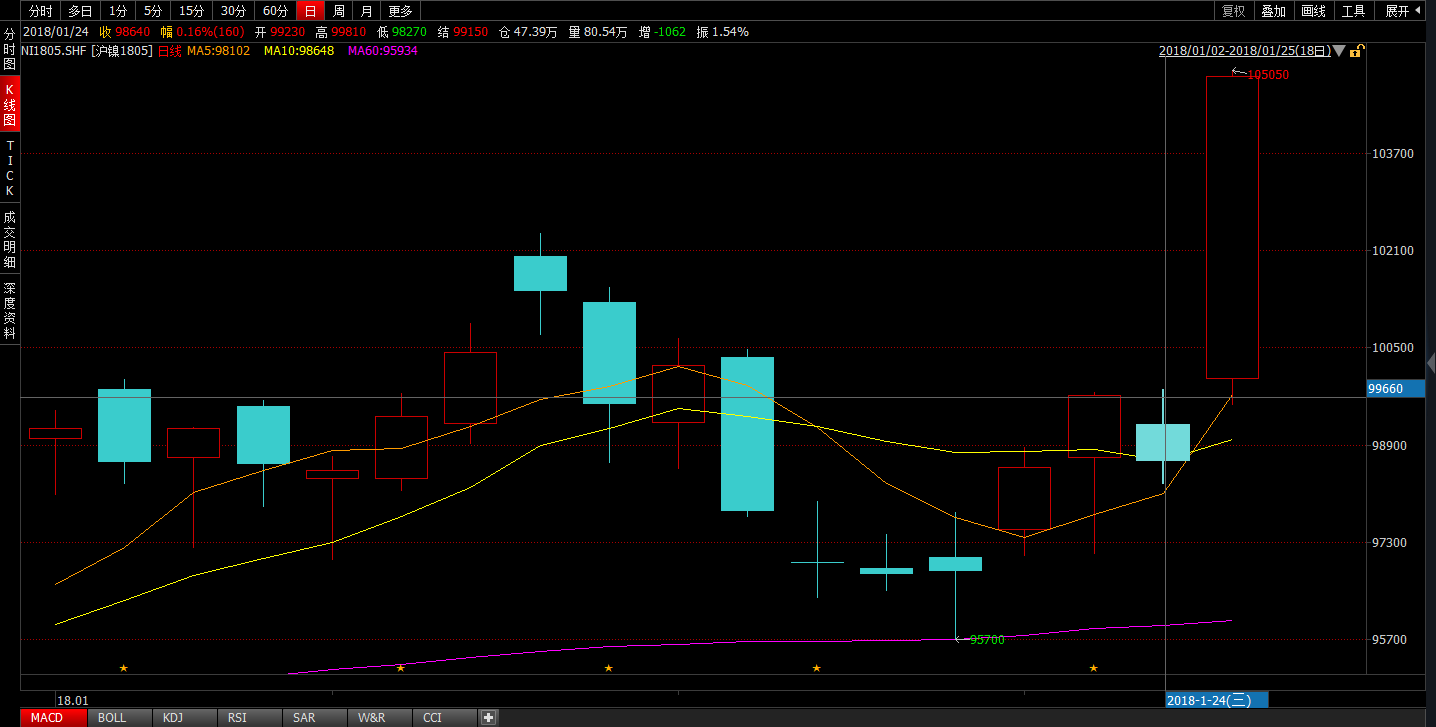 分时 多日 1分 5分 15分 30分 60分 日 周 月 更多 复权 叠加 画线 工具 展开
2018/01/24 收 98640 幅 0.16%(160) 开 99230 高 99810 低 98270 结 99150 仓 47.39万 量 80.54万 增 -1062 振 1.54%
NI1805.SHF [沪镍1805] 日线 MA5:98102 MA10:98648 MA60:95934 2018/01/02-2018/01/25(18日)
分时图
K线图
TICK
成交明细
深度资料
105050
103700
102100
100500
99660
98900
97300
95700
95700
18.01 2018-1-24(三)
MACD BOLL KDJ RSI SAR W&R CCI